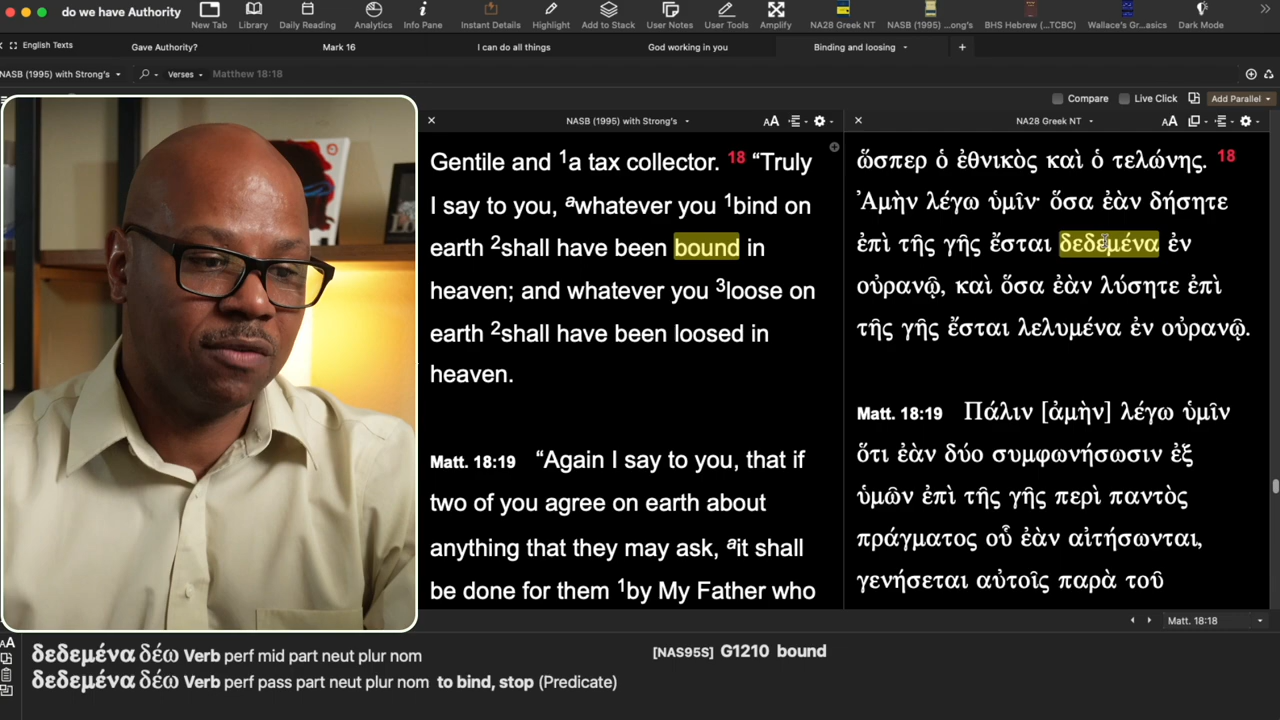 do we have Authority
New Tab
Library
Daily Reading
Analytics
Info Pane
Instant Details
Highlight
Add to Stack
User Notes
User Tools
Amplify
NA28 Greek NT
NASB (1995) ...ong's
BHS Hebrew (...TCBC)
Wallace's Gr...asics
Dark Mode
English Texts
Gave Authority?
Mark 16
I can do all things
God working in you
Binding and loosing
NASB (1995) with Strong's
Verses
Matthew 18:18
Compare
Live Click
Add Parallel
NASB (1995) with Strong's
Gentile and 1a tax collector. 18 “Truly
I say to you, awhatever you 1bind on
earth 2shall have been bound in
heaven; and whatever you 3loose on
earth 2shall have been loosed in
heaven.
Matt. 18:19 “Again I say to you, that if
two of you agree on earth about
anything that they may ask, ait shall
be done for them 1by My Father who
NA28 Greek NT
ὥσπερ ὁ ἐθνικὸς καὶ ὁ τελώνης. 18
Ἀμὴν λέγω ὑμῖν· ὅσα ἐὰν δήσητε
ἐπὶ τῆς γῆς ἔσται δεδεμένα ἐν
οὐρανῷ, καὶ ὅσα ἐὰν λύσητε ἐπὶ
τῆς γῆς ἔσται λελυμένα ἐν οὐρανῷ.
Matt. 18:19 Πάλιν [ἀμὴν] λέγω ὑμῖν
ὅτι ἐὰν δύο συμφωνήσωσιν ἐξ
ὑμῶν ἐπὶ τῆς γῆς περὶ παντὸς
πράγματος οὗ ἐὰν αἰτήσωνται,
γενήσεται αὐτοῖς παρὰ τοῦ
Matt. 18:18
δεδεμένα δέω Verb perf mid part neut plur nom
δεδεμένα δέω Verb perf pass part neut plur nom to bind, stop (Predicate)
[NAS95S] G1210 bound